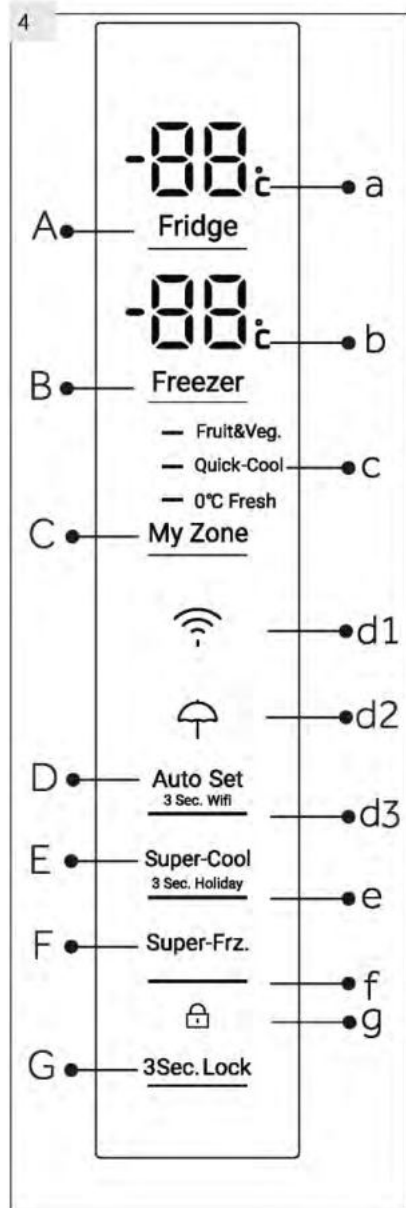 4
-88°c
a
A
Fridge
-88°c
b
B
Freezer
Fruit&Veg.
Quick-Cool
c
0°C Fresh
C
My Zone
d1
d2
D
Auto Set
3 Sec. Wifi
d3
E
Super-Cool
3 Sec. Holiday
e
F
Super-Frz.
f
g
G
3Sec. Lock